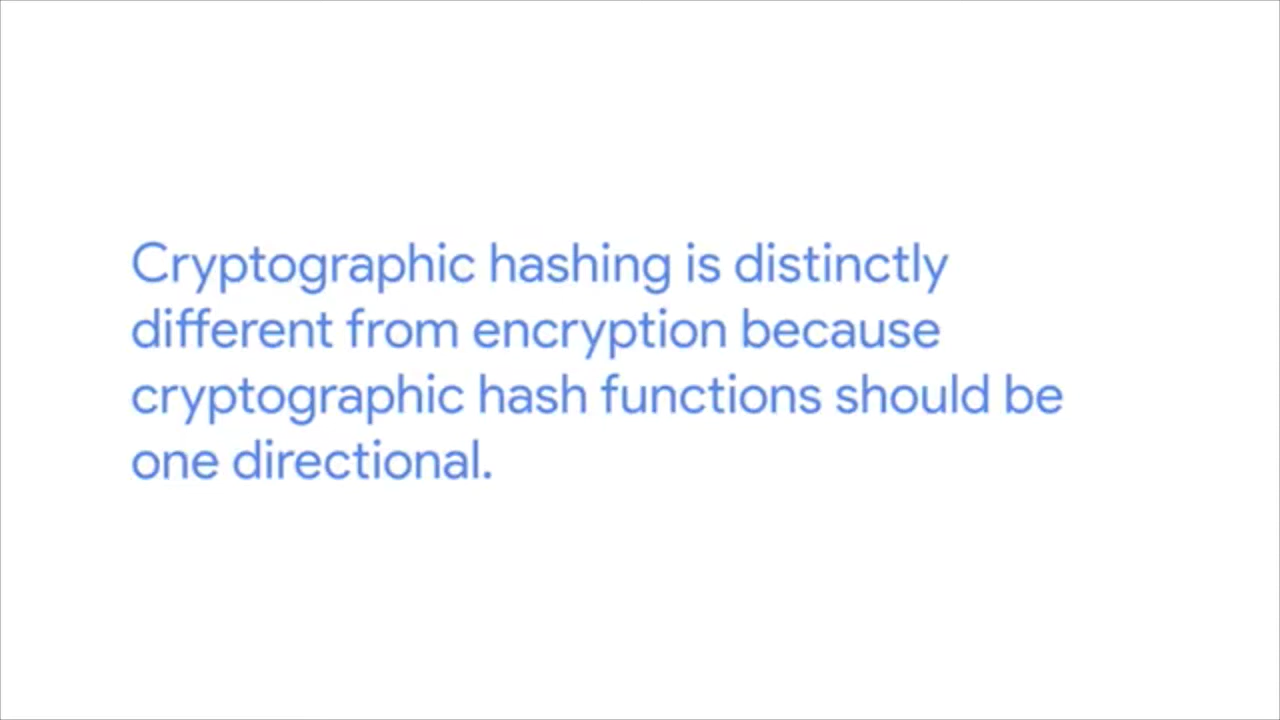 Cryptographic hashing is distinctly
different from encryption because
cryptographic hash functions should be
one directional.